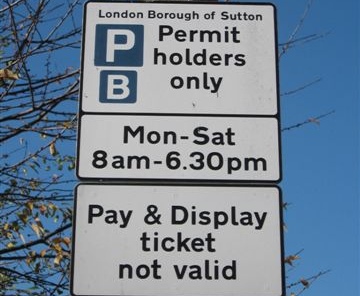 London Borough of Sutton
P Permit
holders
B only
Mon-Sat
8am-6.30pm
Pay & Display
ticket
not valid